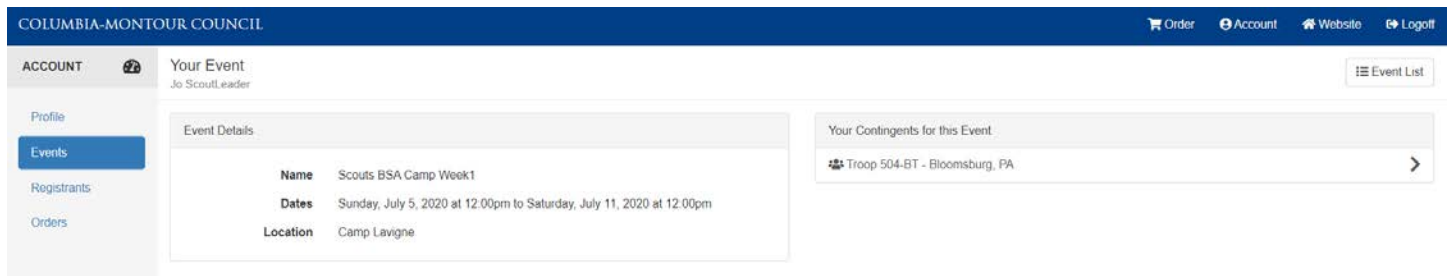 COLUMBIA-MONTOUR COUNCIL
Order Account Website Logoff
ACCOUNT
Profile
Events
Registrants
Orders
Your Event
Jo ScoutLeader
Event List
Event Details
Name Scouts BSA Camp Week1
Dates Sunday, July 5, 2020 at 12:00pm to Saturday, July 11, 2020 at 12:00pm
Location Camp Lavigne
Your Contingents for this Event
Troop 504-BT - Bloomsburg, PA